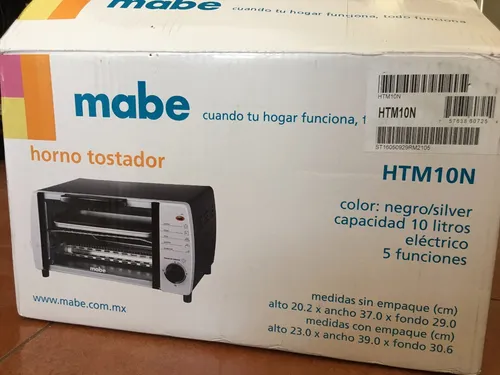 mabe cuando tu hogar funciona, todo funciona
mabe cuando tu hogar funciona, t
HTM10N
HTM10N
ST16060929RM2105
horno tostador
HTM10N
color: negro/silver
capacidad 10 litros
eléctrico
5 funciones
mabe
www.mabe.com.mx
medidas sin empaque (cm)
alto 20.2 x ancho 37.0 x fondo 29.0
medidas con empaque (cm)
alto 23.0 x ancho 39.0 x fondo 30.6